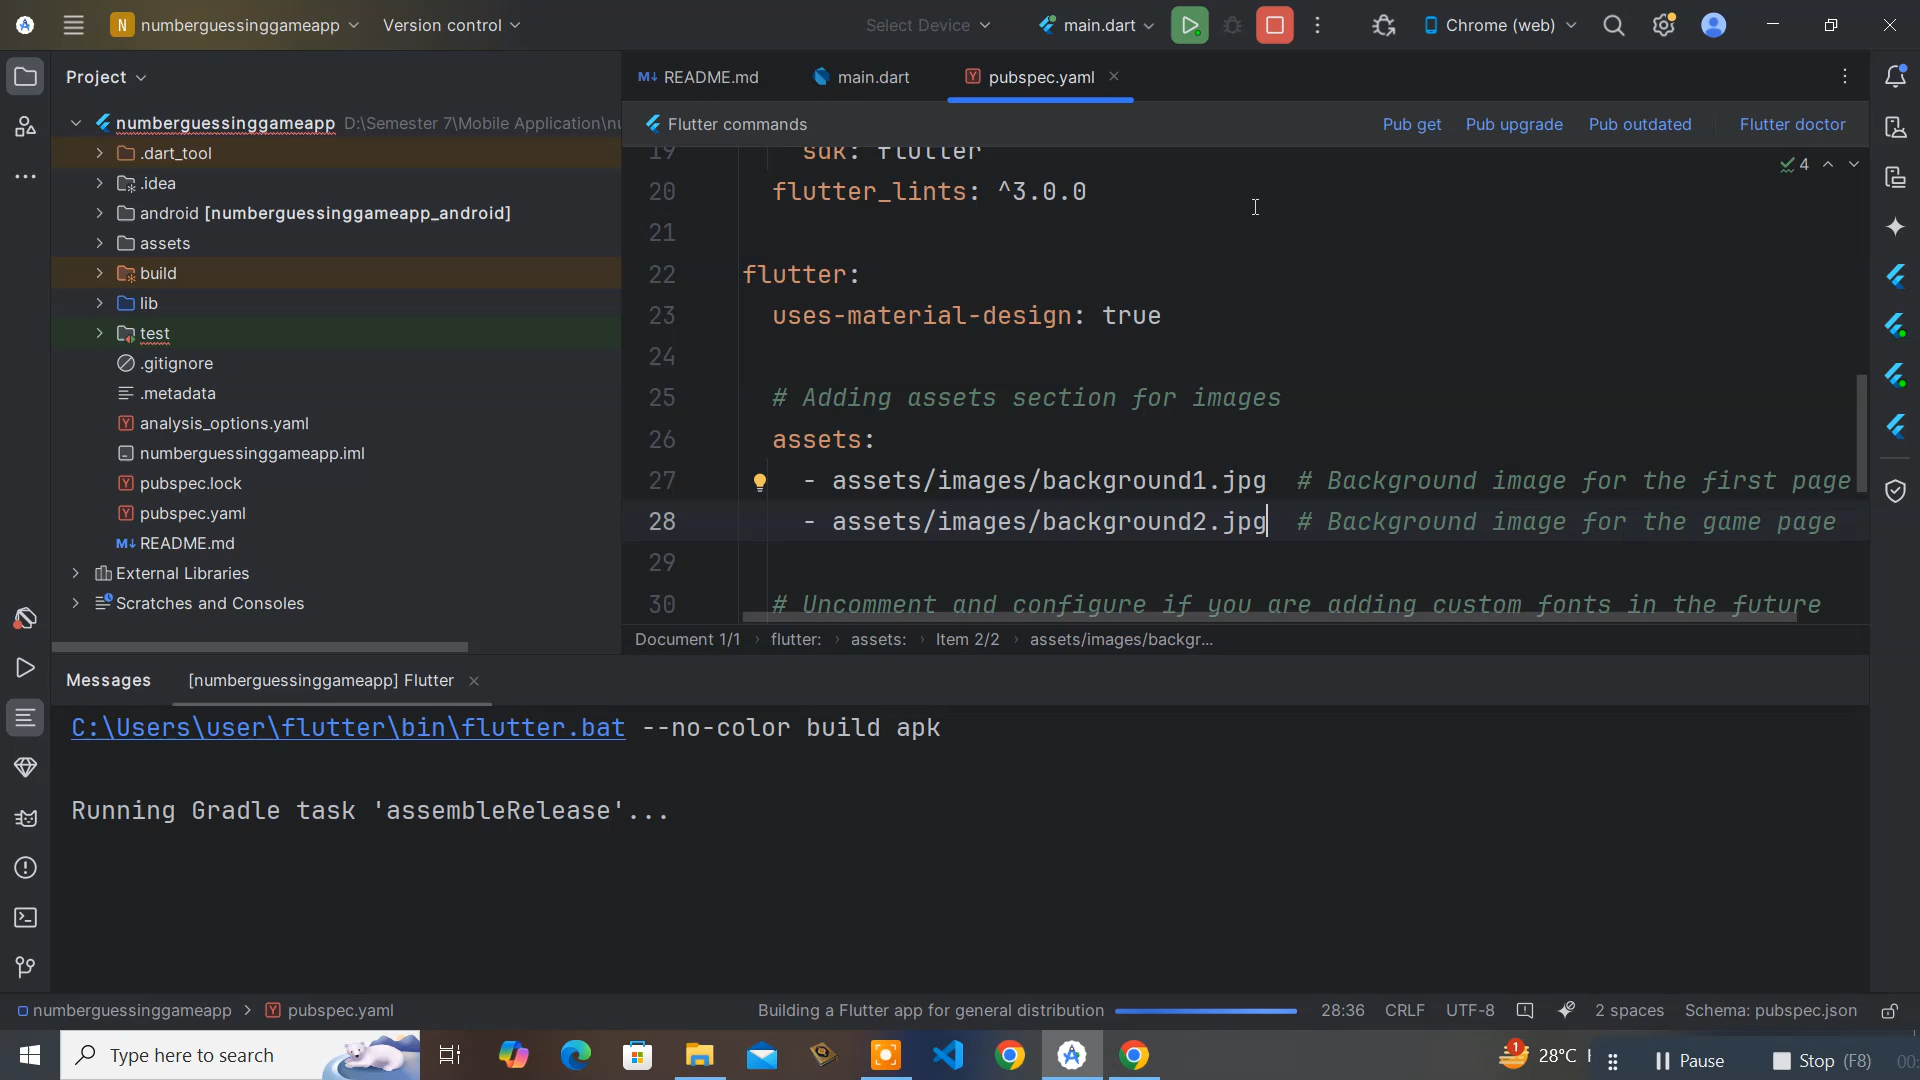 N numberguessinggameapp Version control Select Device main.dart Chrome (web)
Project
numberguessinggameapp D:\Semester 7\Mobile Application\nu
.dart_tool
.idea
android [numberguessinggameapp_android]
assets
build
lib
test
.gitignore
.metadata
analysis_options.yaml
numberguessinggameapp.iml
pubspec.lock
pubspec.yaml
README.md
External Libraries
Scratches and Consoles
README.md main.dart pubspec.yaml
Flutter commands Pub get Pub upgrade Pub outdated Flutter doctor
4
19 sdk: flutter
20 flutter_lints: ^3.0.0
21
22 flutter:
23 uses-material-design: true
24
25 # Adding assets section for images
26 assets:
27 - assets/images/background1.jpg # Background image for the first page
28 - assets/images/background2.jpg # Background image for the game page
29
30 # Uncomment and configure if you are adding custom fonts in the future
Document 1/1 › flutter: › assets: › Item 2/2 › assets/images/backgr...
Messages [numberguessinggameapp] Flutter
C:\Users\user\flutter\bin\flutter.bat --no-color build apk
Running Gradle task 'assembleRelease'...
numberguessinggameapp > pubspec.yaml Building a Flutter app for general distribution 28:36 CRLF UTF-8 2 spaces Schema: pubspec.json
Type here to search 1 28°C Pause Stop (F8) 00: